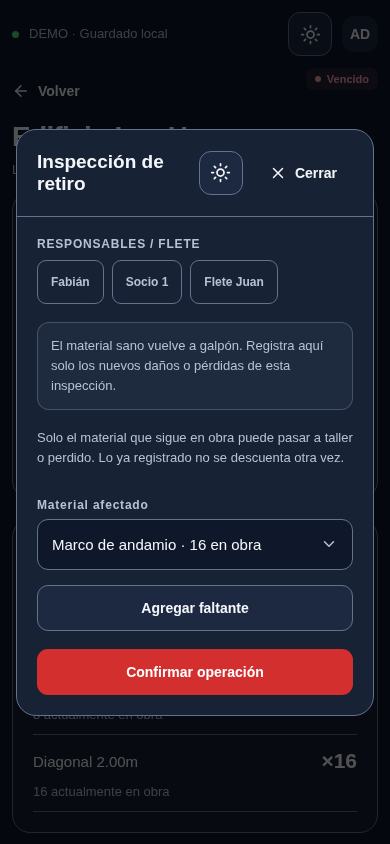 DEMO · Guardado local
AD
Vencido
Volver
Inspección de
retiro
Cerrar
RESPONSABLES / FLETE
Fabián
Socio 1
Flete Juan
El material sano vuelve a galpón. Registra aquí
solo los nuevos daños o pérdidas de esta
inspección.
Solo el material que sigue en obra puede pasar a taller
o perdido. Lo ya registrado no se descuenta otra vez.
Material afectado
Marco de andamio · 16 en obra
Agregar faltante
Confirmar operación
actualmente en obra
Diagonal 2.00m
×16
16 actualmente en obra